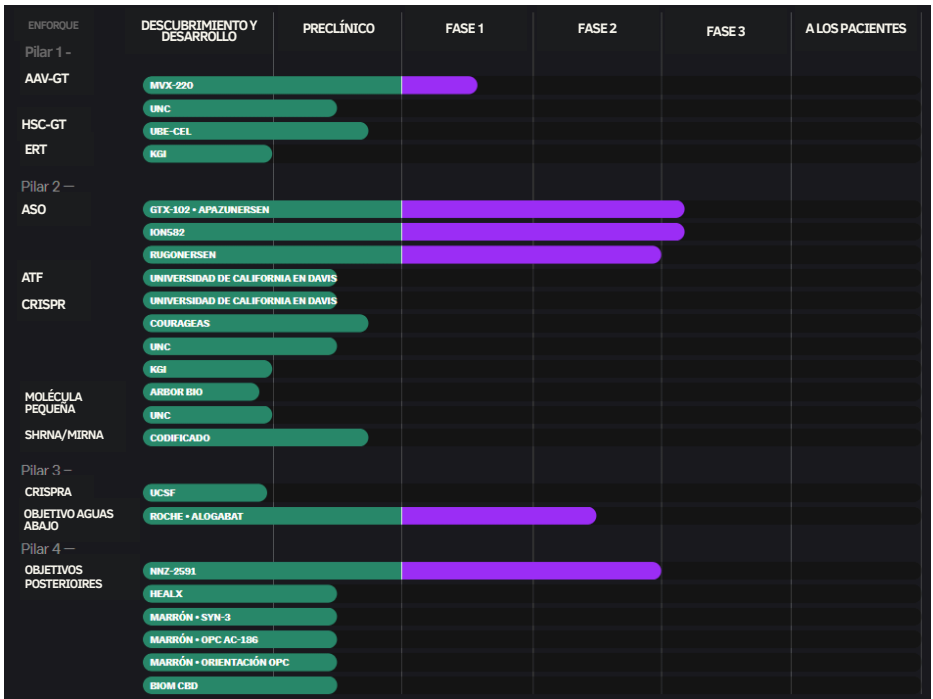 ENFORQUE
DESCUBRIMIENTO Y
DESARROLLO
PRECLÍNICO
FASE 1
FASE 2
FASE 3
A LOS PACIENTES
Pilar 1 -
AAV-GT
MVX-220
UNC
HSC-GT
UBE-CEL
ERT
KGI
Pilar 2 —
ASO
GTX-102 • APAZUNERSEN
ION582
RUGONERSEN
ATF
UNIVERSIDAD DE CALIFORNIA EN DAVIS
CRISPR
UNIVERSIDAD DE CALIFORNIA EN DAVIS
COURAGEAS
UNC
KGI
ARBOR BIO
MOLÉCULA
PEQUEÑA
UNC
SHRNA/MIRNA
CODIFICADO
Pilar 3 —
CRISPRA
UCSF
OBJETIVO AGUAS
ABAJO
ROCHE • ALOGABAT
Pilar 4 —
OBJETIVOS
POSTERIOIRES
NNZ-2591
HEALX
MARRÓN • SYN-3
MARRÓN • OPC AC-186
MARRÓN • ORIENTACIÓN OPC
BIOM CBD